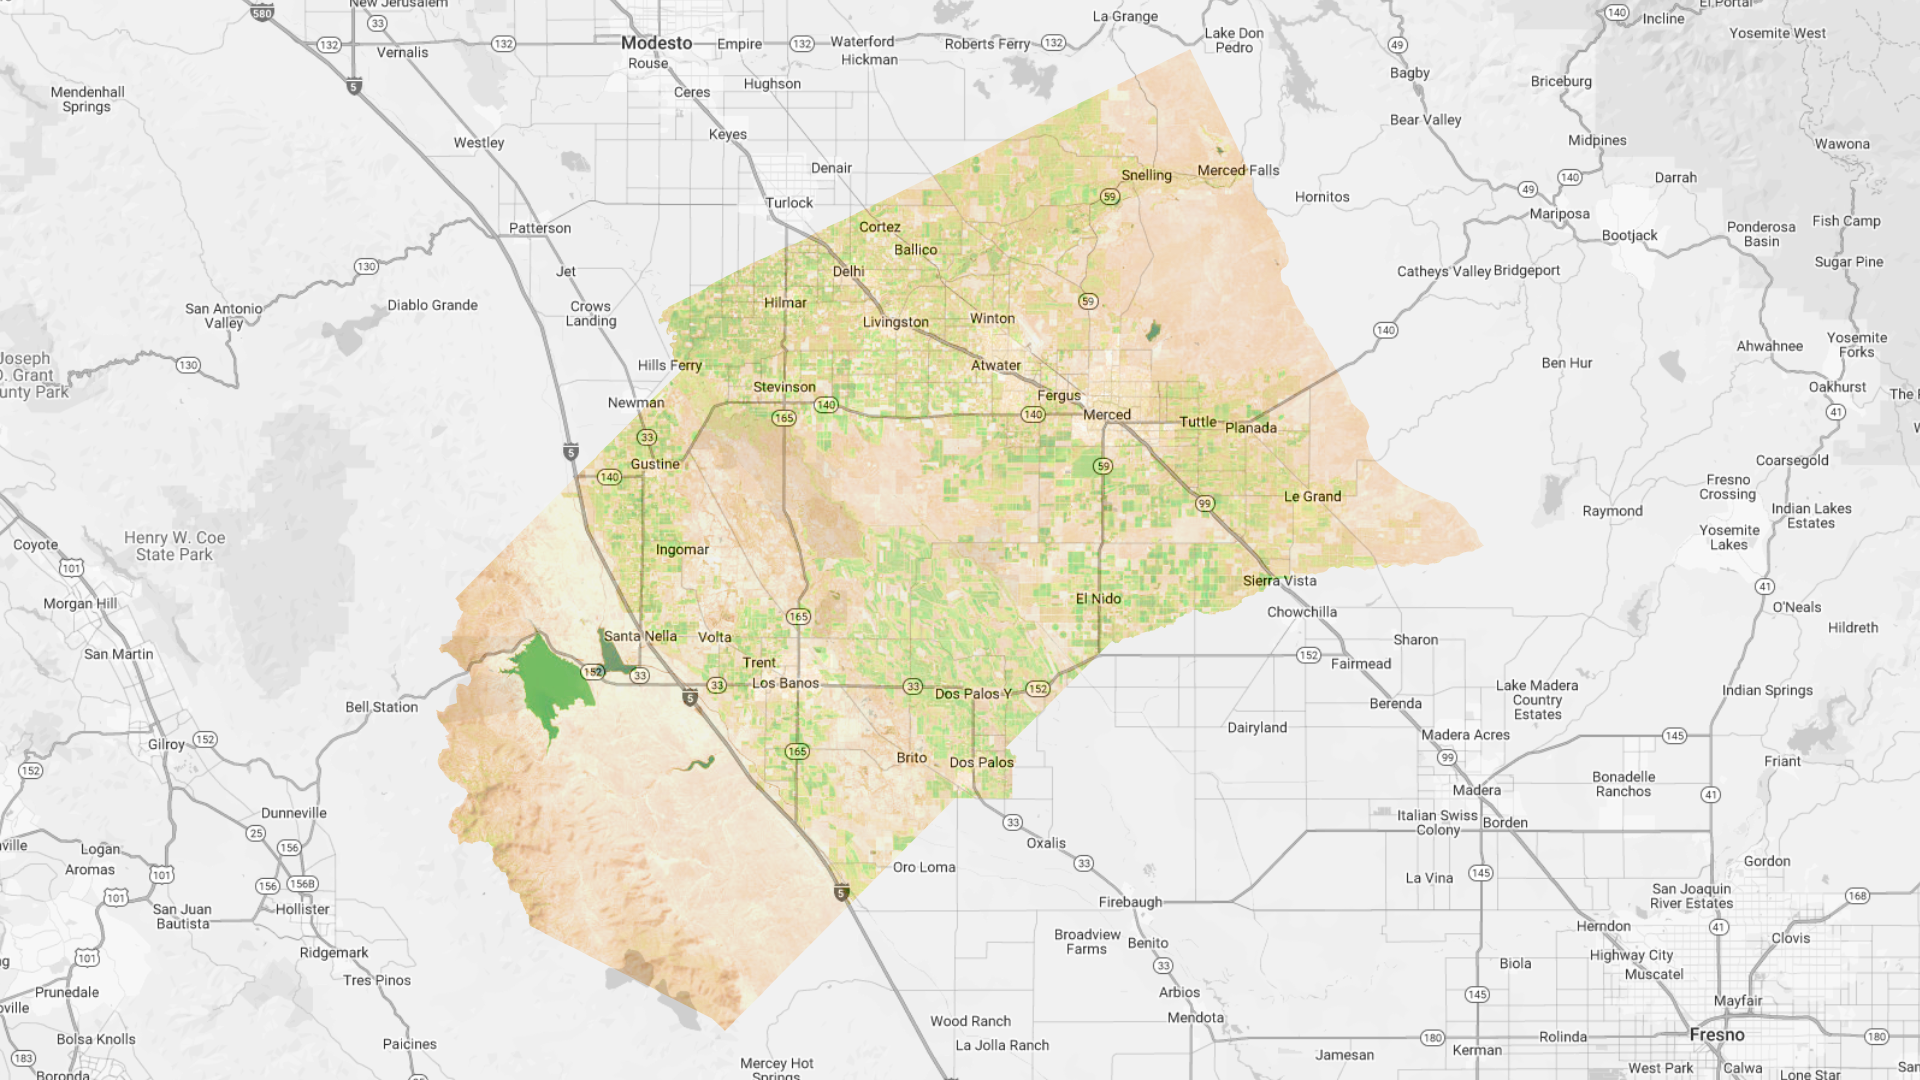 New Jerusalem
580
33
132
Vernalis
132
Modesto
Rouse
Empire
132
Waterford
Hickman
Roberts Ferry
132
La Grange
Lake Don
Pedro
49
140
Incline
El Portal
Yosemite West
Mendenhall
Springs
5
Ceres
Hughson
Bagby
Briceburg
Westley
Keyes
Bear Valley
Midpines
Wawona
Denair
Snelling
Merced Falls
140
Darrah
49
59
Hornitos
Mariposa
Turlock
Patterson
Cortez
Ballico
Bootjack
Ponderosa
Basin
Fish Camp
130
Jet
Delhi
Catheys Valley
Bridgeport
Sugar Pine
San Antonio
Valley
Diablo Grande
Crows
Landing
Hilmar
Livingston
Winton
59
140
Joseph
D. Grant
unty Park
130
Hills Ferry
Atwater
Ben Hur
Ahwahnee
Yosemite
Forks
Newman
Stevinson
140
165
Fergus
140
Merced
Tuttle
Planada
Oakhurst
41
33
5
Gustine
140
59
Coarsegold
99
Le Grand
Raymond
Fresno
Crossing
Indian Lakes
Estates
Yosemite
Lakes
Coyote
101
Henry W. Coe
State Park
Ingomar
Morgan Hill
Sierra Vista
41
El Nido
Chowchilla
O'Neals
165
Santa Nella
Volta
Sharon
Hildreth
San Martin
152
33
Trent
Los Banos
33
5
33
Dos Palos Y
152
152
Fairmead
Bell Station
Berenda
Lake Madera
Country
Estates
Indian Springs
Gilroy
152
152
165
Brito
Dos Palos
Dairyland
Madera Acres
99
145
Friant
Madera
Bonadelle
Ranchos
41
Dunneville
25
156
33
Oxalis
33
Italian Swiss
Colony
Borden
ville
Logan
Aromas
101
101
156
156B
Hollister
San Juan
Bautista
5
Oro Loma
Firebaugh
La Vina
145
Gordon
San Joaquin
River Estates
168
41
Clovis
Herndon
101
Ridgemark
Tres Pinos
Broadview
Farms
Benito
33
Biola
Highway City
Muscatel
Prunedale
Arbios
Mendota
145
Mayfair
Bolsa Knolls
183
Boronda
Paicines
Wood Ranch
La Jolla Ranch
Mercey Hot
Springs
180
Jamesan
Kerman
Rolinda
Fresno
180
West Park
Calwa
Lone Star